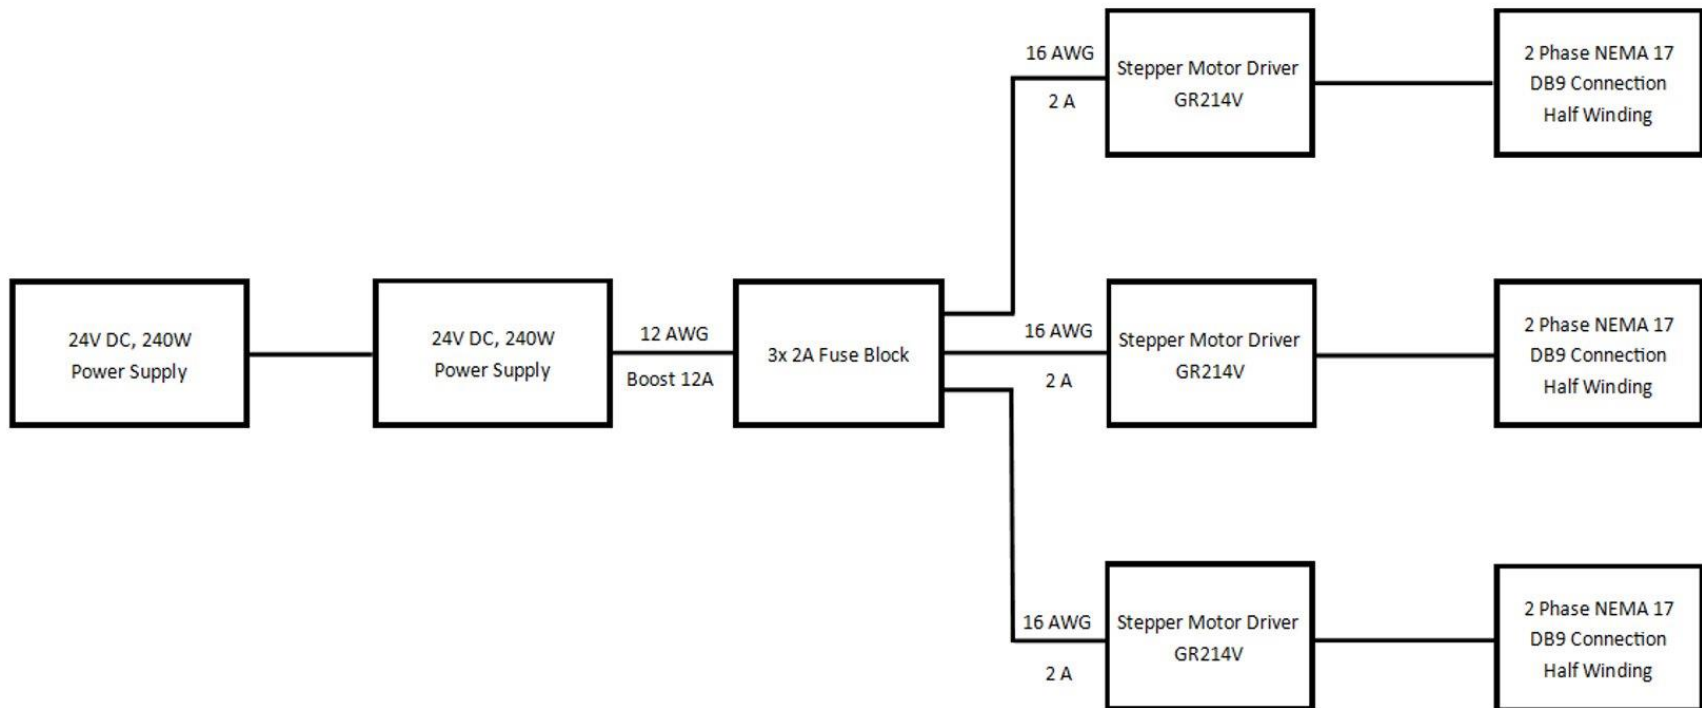 16 AWG
2 A
Stepper Motor Driver
GR214V
2 Phase NEMA 17
DB9 Connection
Half Winding
24V DC, 240W
Power Supply
24V DC, 240W
Power Supply
12 AWG
Boost 12A
3x 2A Fuse Block
16 AWG
2 A
Stepper Motor Driver
GR214V
2 Phase NEMA 17
DB9 Connection
Half Winding
16 AWG
2 A
Stepper Motor Driver
GR214V
2 Phase NEMA 17
DB9 Connection
Half Winding